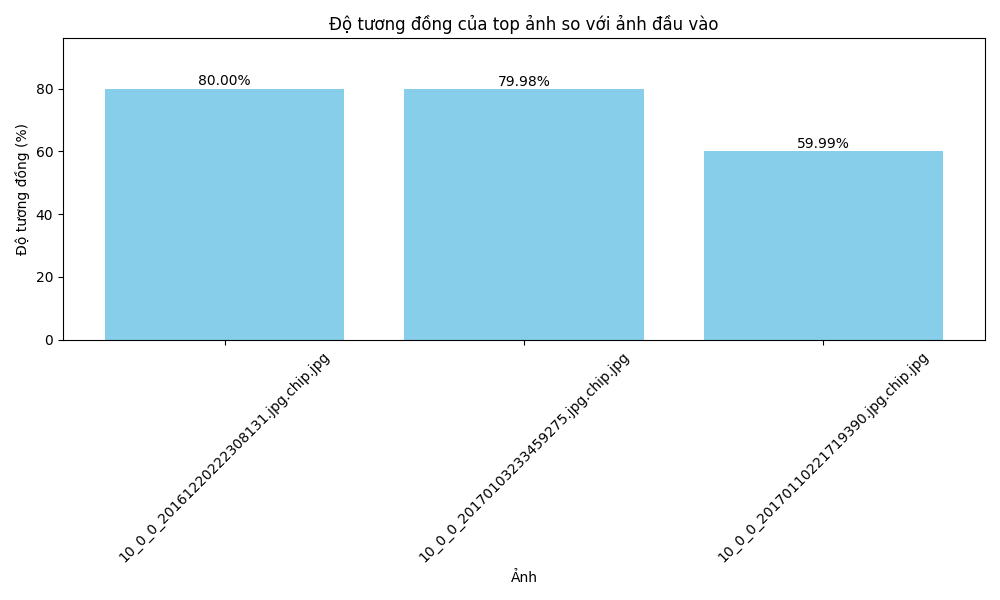 Độ tương đồng của top ảnh so với ảnh đầu vào
Độ tương đồng (%)
80
60
40
20
0
80.00%
79.98%
59.99%
10_0_0_20161220222308131.jpg.chip.jpg
10_0_0_20170103233459275.jpg.chip.jpg
10_0_0_20170110221719390.jpg.chip.jpg
Ảnh